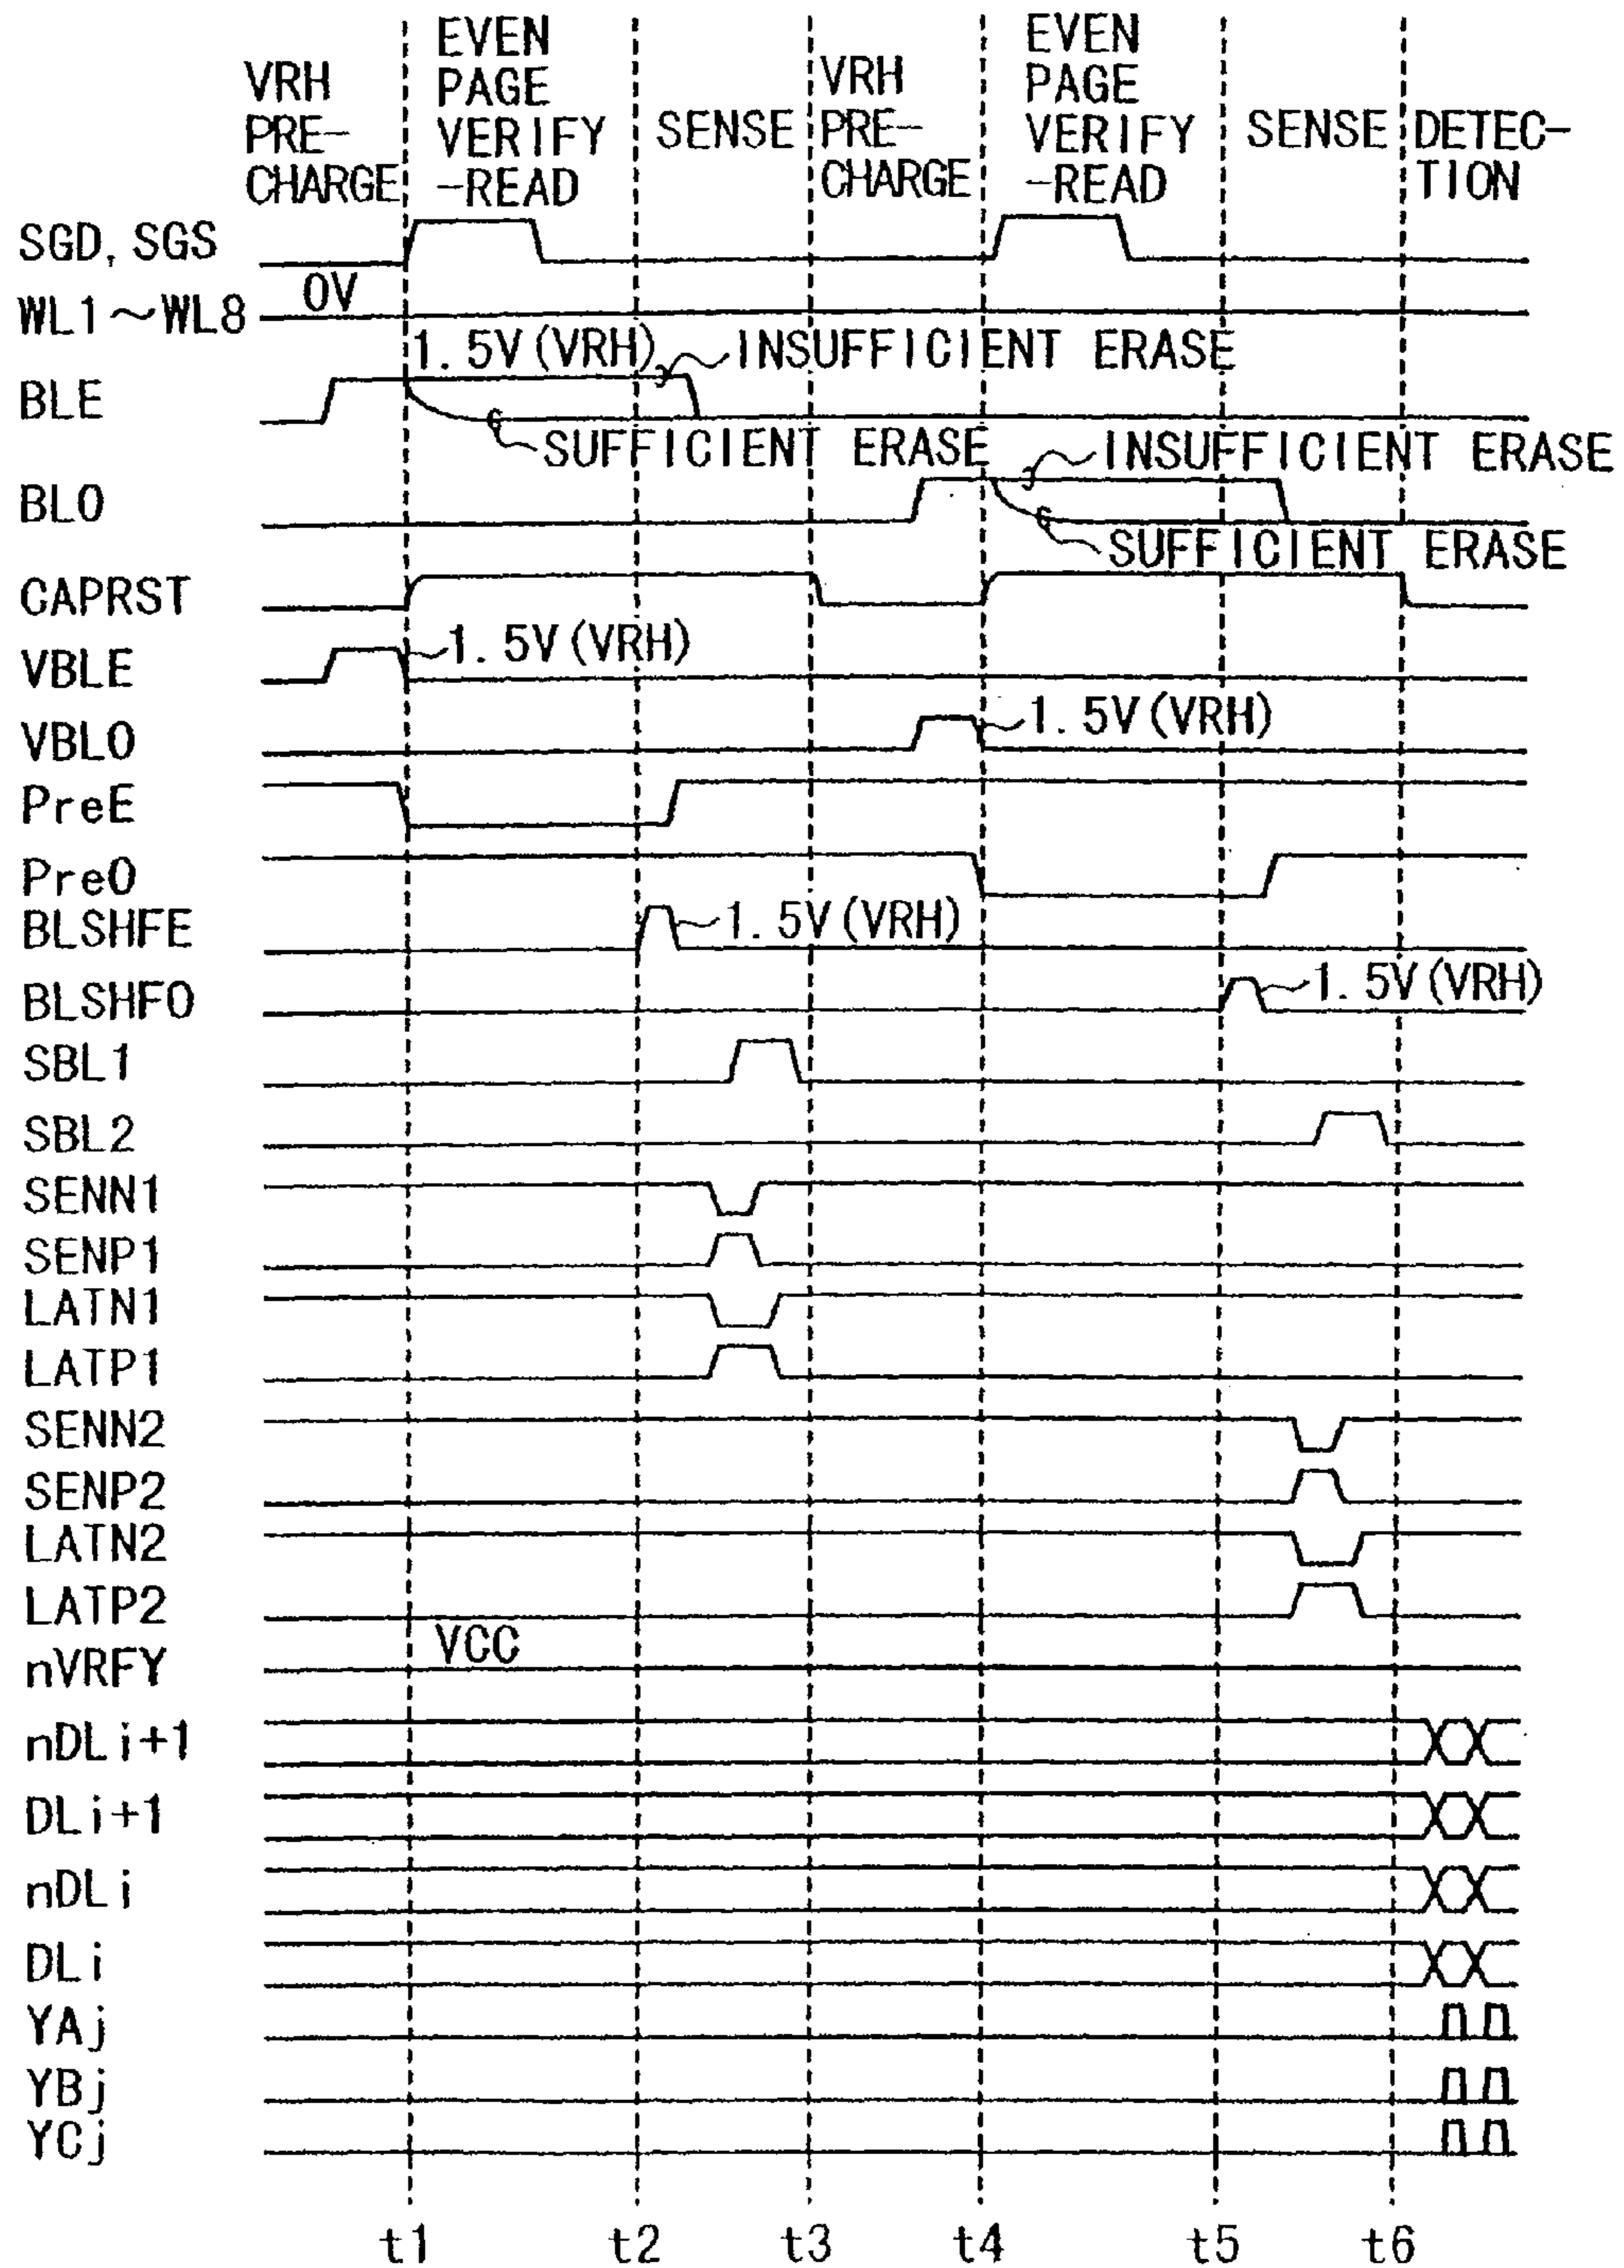 VRH
PRE-
CHARGE
EVEN
PAGE
VERIFY
-READ
SENSE
VRH
PRE-
CHARGE
EVEN
PAGE
VERIFY
-READ
SENSE
DETEC-
TION
SGD, SGS
WL1~WL8 0V
1.5V(VRH) INSUFFICIENT ERASE
BLE
SUFFICIENT ERASE
INSUFFICIENT ERASE
BLO
SUFFICIENT ERASE
CAPRST
VBLE 1.5V(VRH)
VBLO 1.5V(VRH)
PreE
PreO
BLSHFE 1.5V(VRH)
BLSHFO 1.5V(VRH)
SBL1
SBL2
SENN1
SENP1
LATN1
LATP1
SENN2
SENP2
LATN2
LATP2
nVRFY VCC
nDLi+1
DLi+1
nDLi
DLi
YAj
YBj
YCj
t1 t2 t3 t4 t5 t6